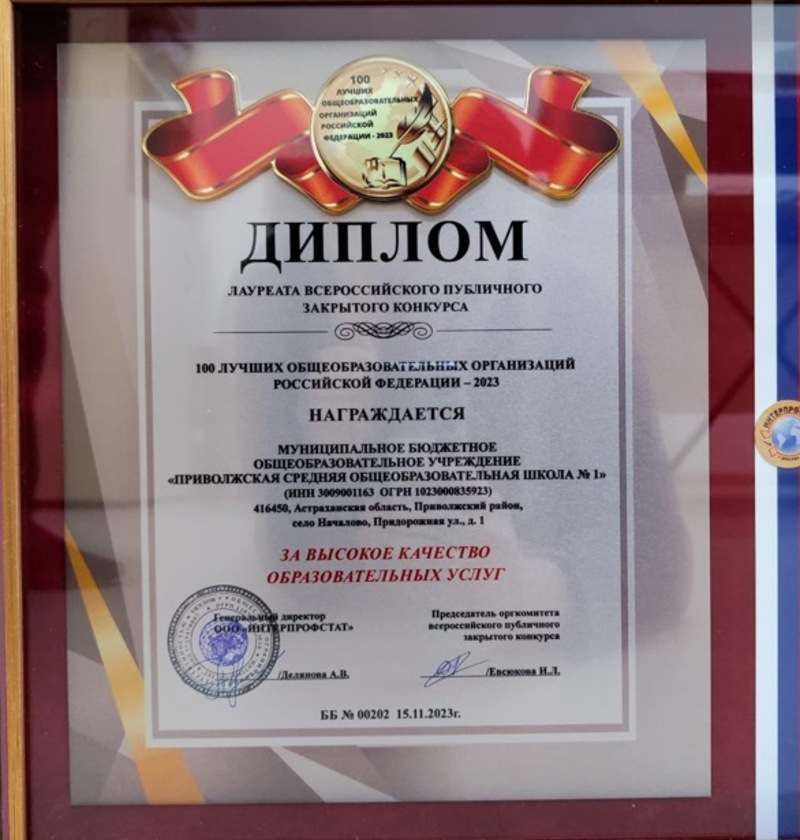 100
ЛУЧШИХ
ОБЩЕОБРАЗОВАТЕЛЬНЫХ
ОРГАНИЗАЦИЙ
РОССИЙСКОЙ
ФЕДЕРАЦИИ - 2023
ДИПЛОМ
ЛАУРЕАТА ВСЕРОССИЙСКОГО ПУБЛИЧНОГО
ЗАКРЫТОГО КОНКУРСА
100 ЛУЧШИХ ОБЩЕОБРАЗОВАТЕЛЬНЫХ ОРГАНИЗАЦИЙ
РОССИЙСКОЙ ФЕДЕРАЦИИ – 2023
НАГРАЖДАЕТСЯ
МУНИЦИПАЛЬНОЕ БЮДЖЕТНОЕ
ОБЩЕОБРАЗОВАТЕЛЬНОЕ УЧРЕЖДЕНИЕ
«ПРИВОЛЖСКАЯ СРЕДНЯЯ ОБЩЕОБРАЗОВАТЕЛЬНАЯ ШКОЛА № 1»
(ИНН 3009001163 ОГРН 1023000835923)
416450, Астраханская область, Приволжский район,
село Началово, Придорожная ул., д. 1
ЗА ВЫСОКОЕ КАЧЕСТВО
ОБРАЗОВАТЕЛЬНЫХ УСЛУГ
Генеральный директор
ООО «ИНТЕРПРОФСТАТ»
/Делянова А.В.
Председатель оргкомитета
всероссийского публичного
закрытого конкурса
/Евсюкова И.Л.
ББ № 00202 15.11.2023г.